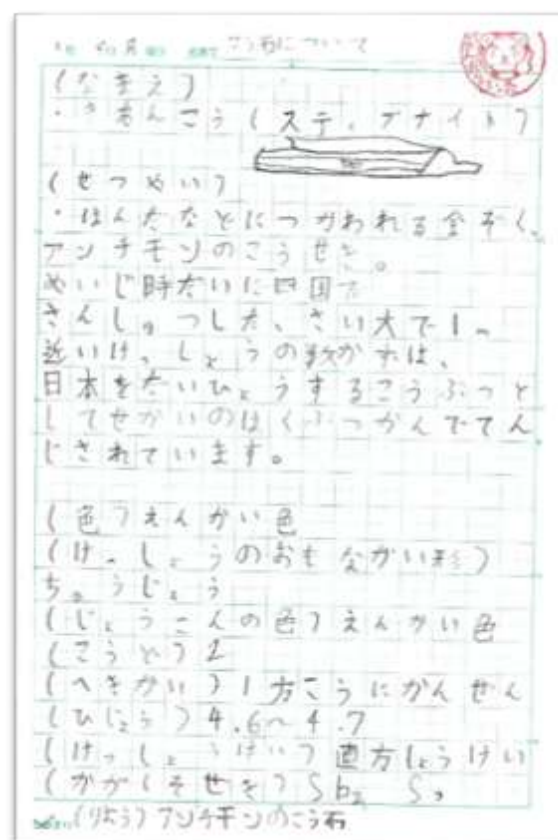 こう石について
(なまえ)
・きあんこう(スティブナイト)
(せつめい)
・はんだなどにつかわれる金ぞく、
アンチモンのこうせき。
めいじ時だいに四国で
さんしゅつした、さい大で1m
近いけっしょうの数かずは、
日本をだいひょうするこうぶつと
してせかいのはくぶつかんでてん
じされています。
(色)えんかい色
(けっしょうのおもながい形)
ちゅうじょう
(じょうこんの色)えんかい色
(こうど)2
(へきかい)1方こうにかんぜん
(ひじゅう)4.6〜4.7
(けっしょうけい)直方しょうけい
(かがくそせき)Sb₂ S₃
(りよう)アンチモンのこう石